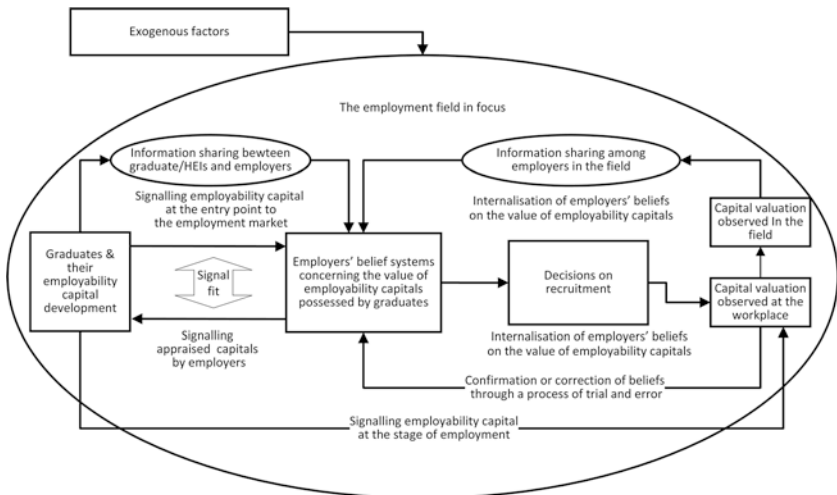 Exogenous factors
The employment field in focus
Information sharing bewteen
graduate/HEIs and employers
Information sharing among
employers in the field
Signalling employability capital
at the entry point to
the employment market
Internalisation of employers' beliefs
on the value of employability capitals
Capital valuation
observed In the
field
Graduates &
their
employability
capital
development
Signal
fit
Employers' belief systems
concerning the value of
employability capitals
possessed by graduates
Decisions on
recruitment
Capital valuation
observed at the
workplace
Signalling
appraised capitals
by employers
Internalisation of employers' beliefs
on the value of employability capitals
Confirmation or correction of beliefs
through a process of trial and error
Signalling employability capital
at the stage of employment